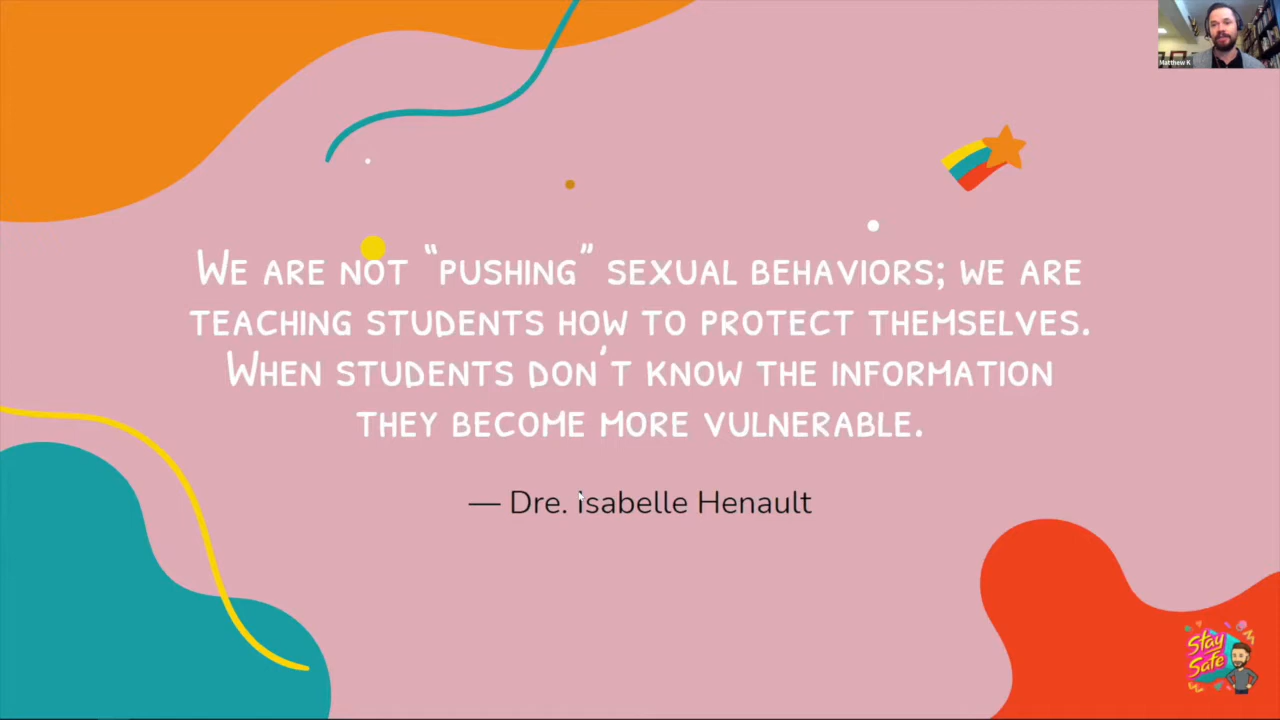 Matthew K
We are not “pushing” sexual behaviors; we are
teaching students how to protect themselves.
When students don't know the information
they become more vulnerable.
— Dre. Isabelle Henault
Stay
Safe